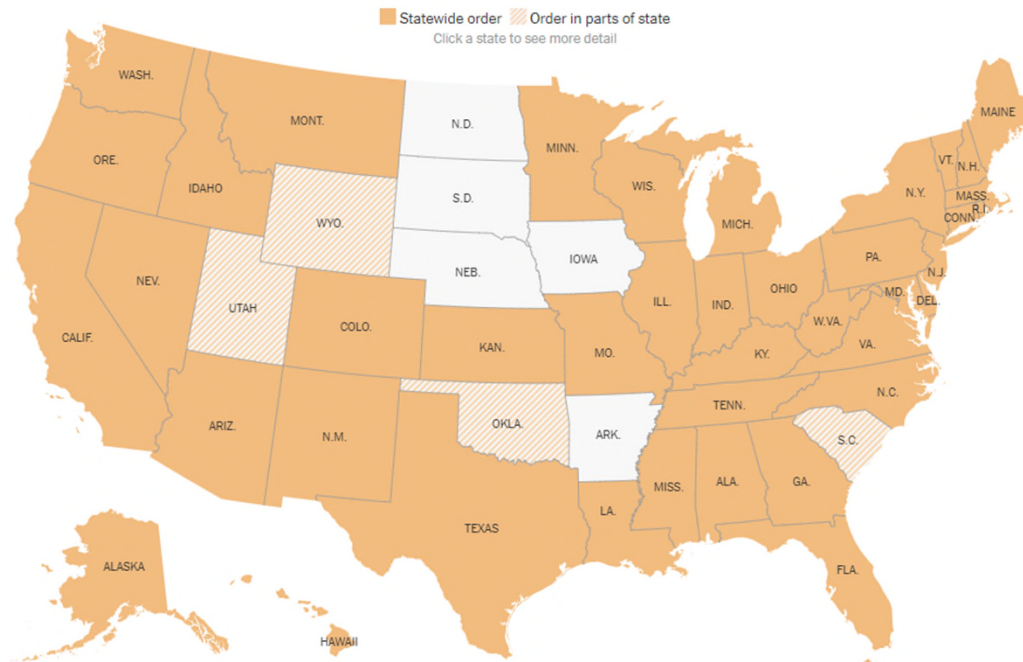 Statewide order Order in parts of state
Click a state to see more detail
WASH.
MAINE
MONT.
N.D.
MINN.
ORE.
VT.
N.H.
IDAHO
WIS.
S.D.
N.Y.
MASS.
R.I.
CONN.
WYO.
MICH.
PA.
IOWA
NEB.
N.J.
NEV.
OHIO
MD.
DEL.
UTAH
ILL.
IND.
COLO.
W.VA.
CALIF.
KAN.
MO.
KY.
VA.
N.C.
TENN.
ARIZ.
OKLA.
N.M.
ARK.
S.C.
MISS.
ALA.
GA.
LA.
TEXAS
ALASKA
FLA.
HAWAII